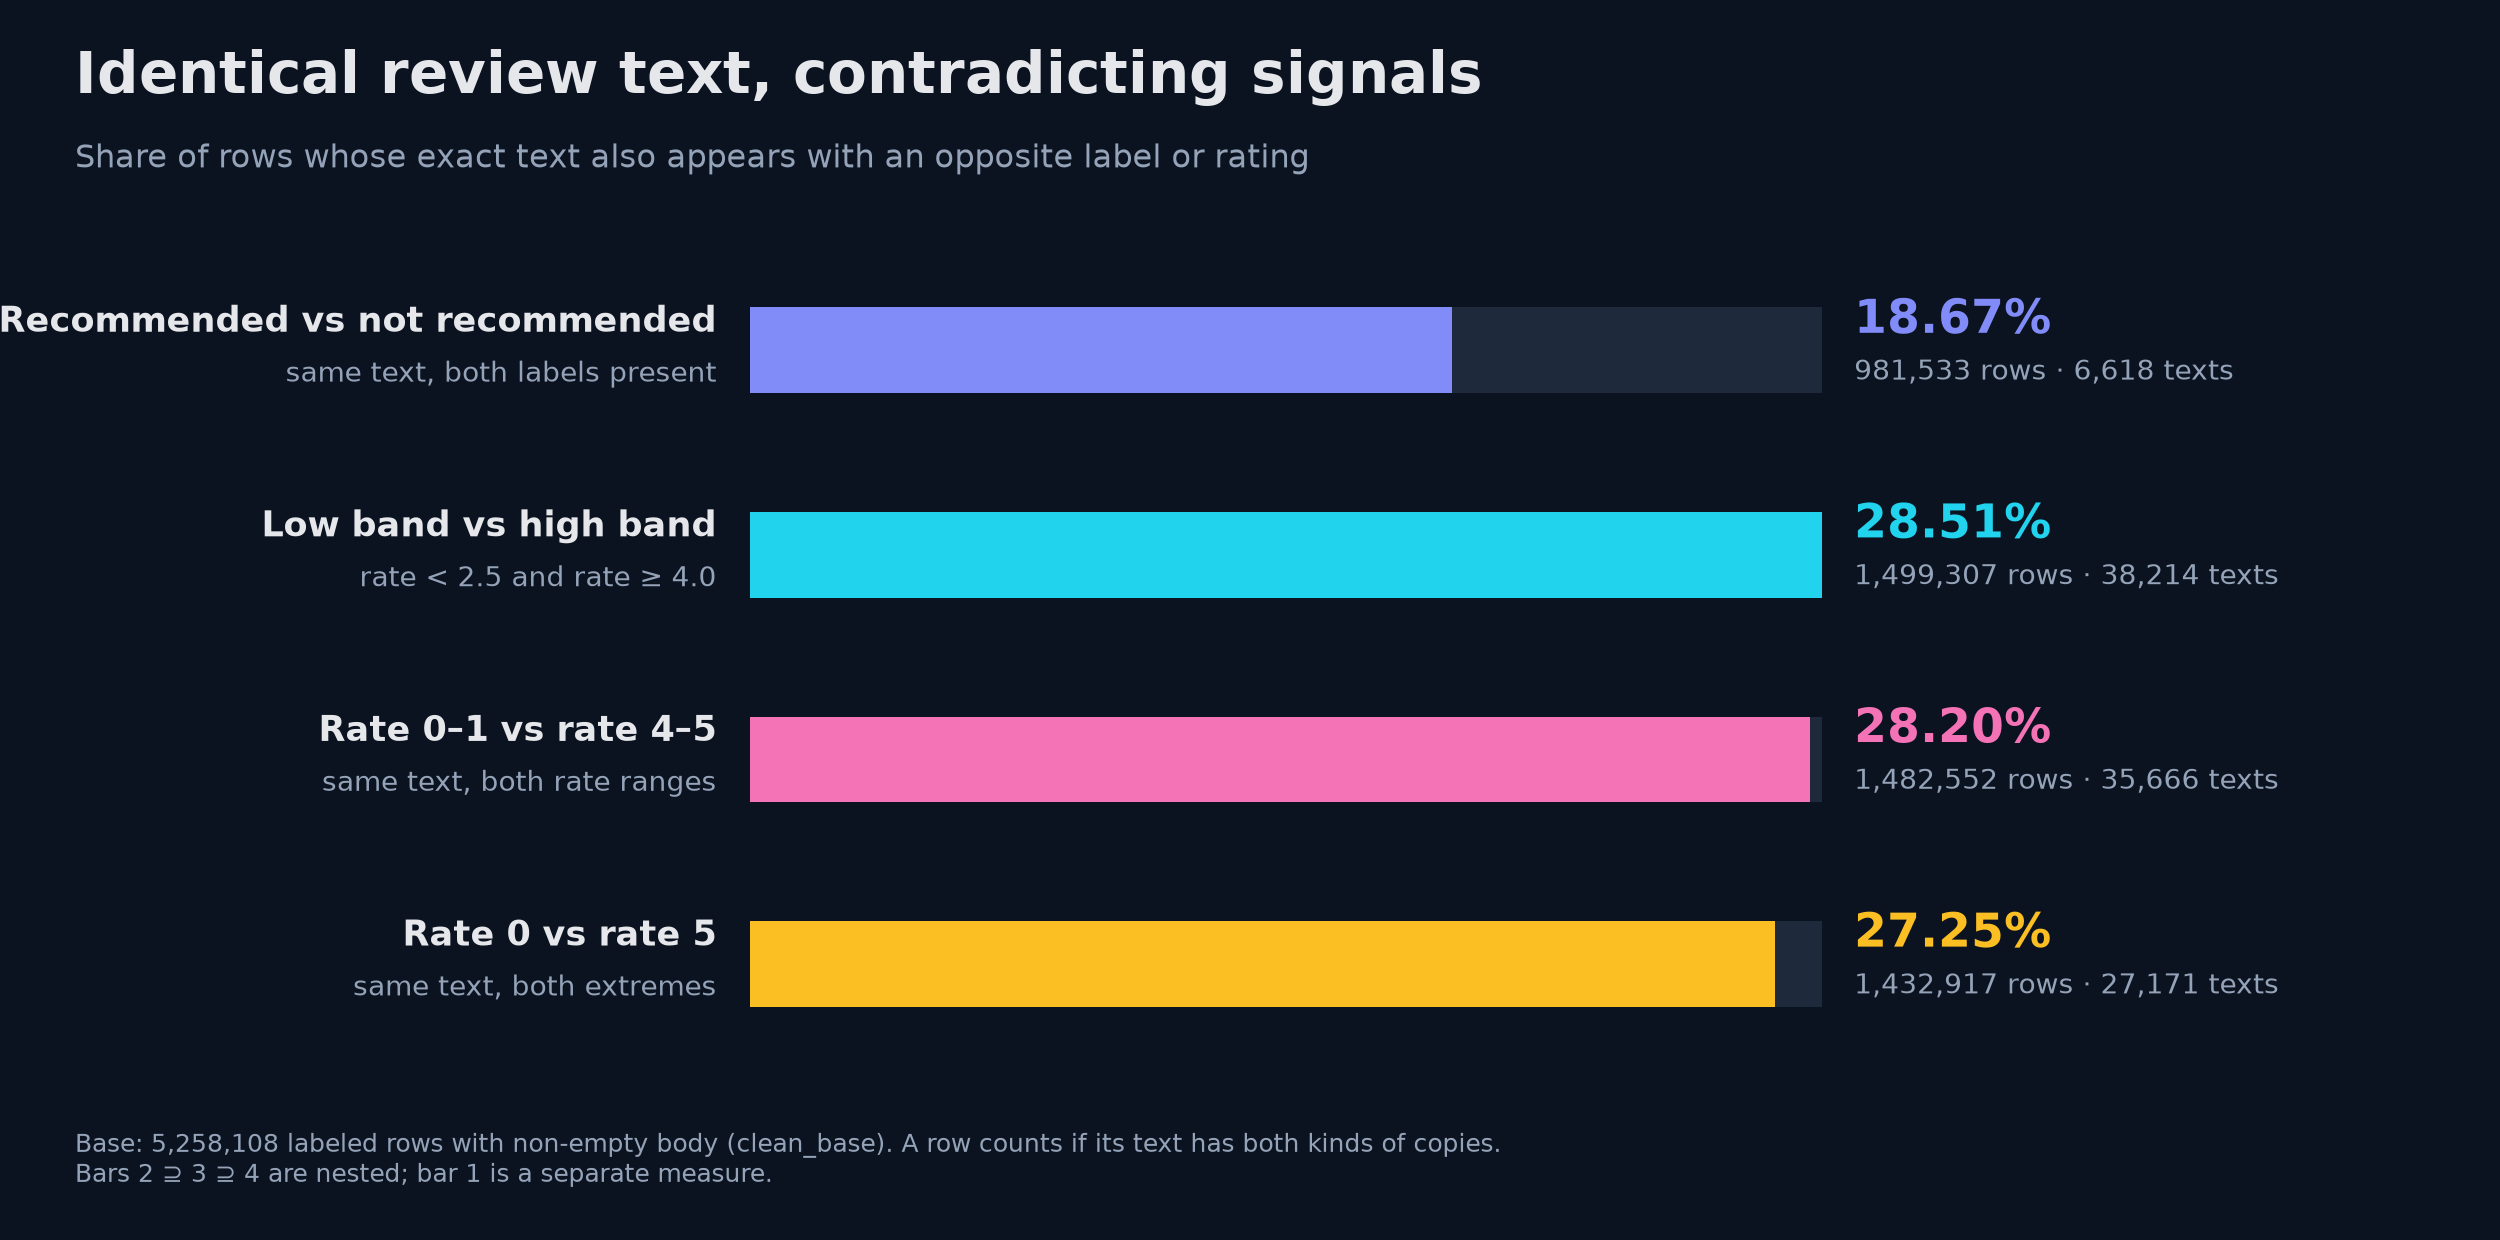 Identical review text, contradicting signals
Share of rows whose exact text also appears with an opposite label or rating
Recommended vs not recommended
same text, both labels present
18.67%
981,533 rows · 6,618 texts
Low band vs high band
rate < 2.5 and rate ≥ 4.0
28.51%
1,499,307 rows · 38,214 texts
Rate 0–1 vs rate 4–5
same text, both rate ranges
28.20%
1,482,552 rows · 35,666 texts
Rate 0 vs rate 5
same text, both extremes
27.25%
1,432,917 rows · 27,171 texts
Base: 5,258,108 labeled rows with non-empty body (clean_base). A row counts if its text has both kinds of copies.
Bars 2 ⊇ 3 ⊇ 4 are nested; bar 1 is a separate measure.